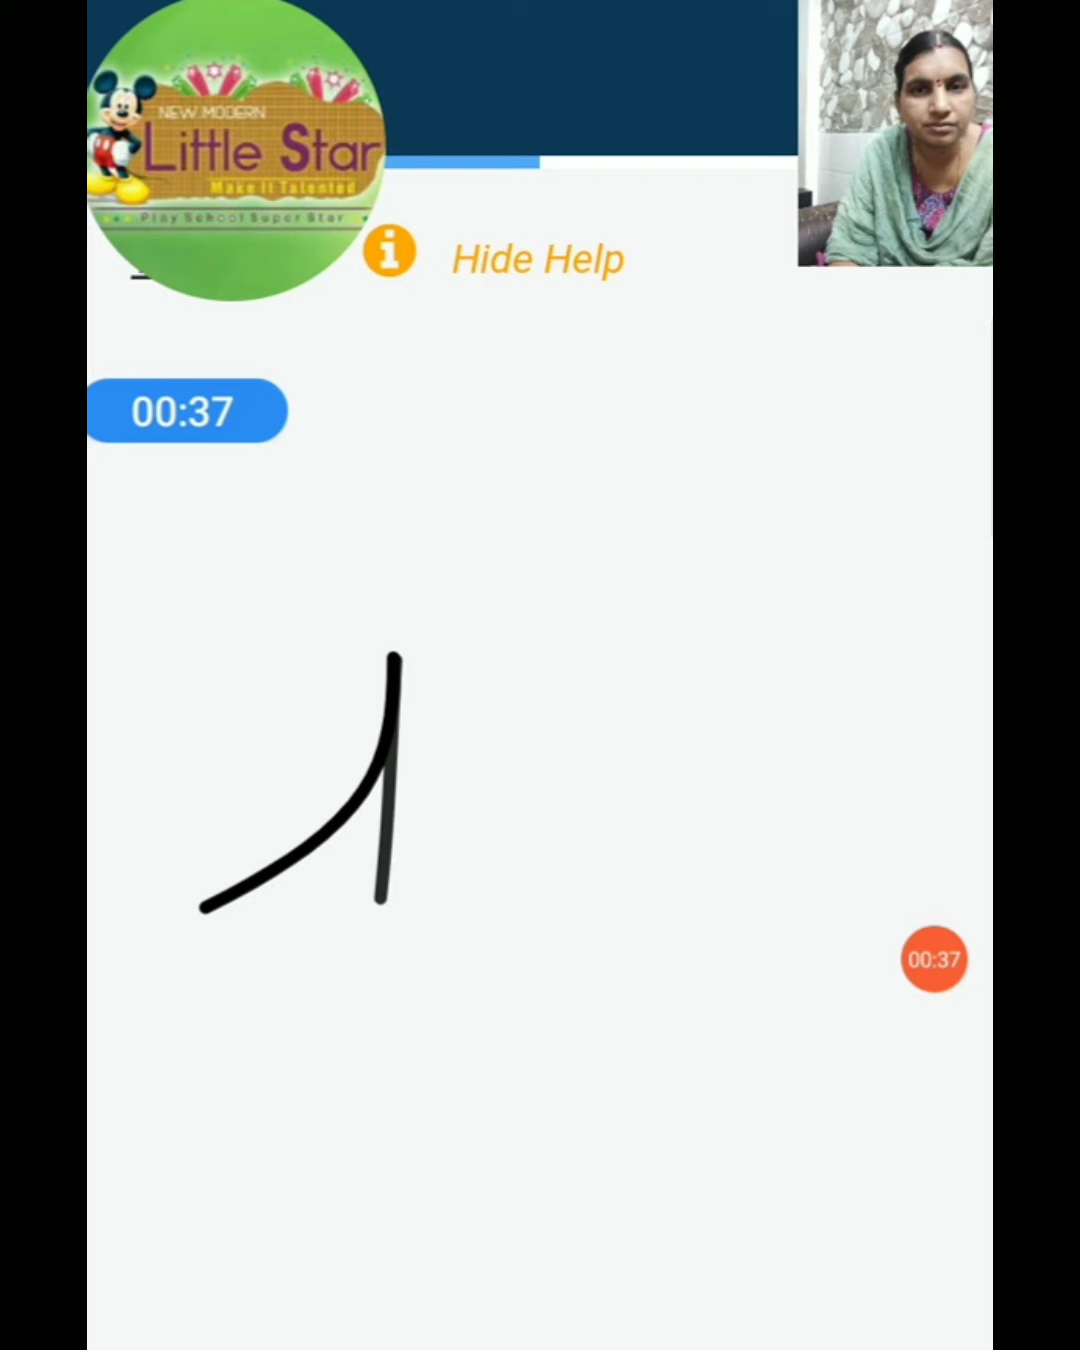 NEW MODERN
Little Star
Make It Talented
Play School Super Star
Hide Help
00:37
00:37